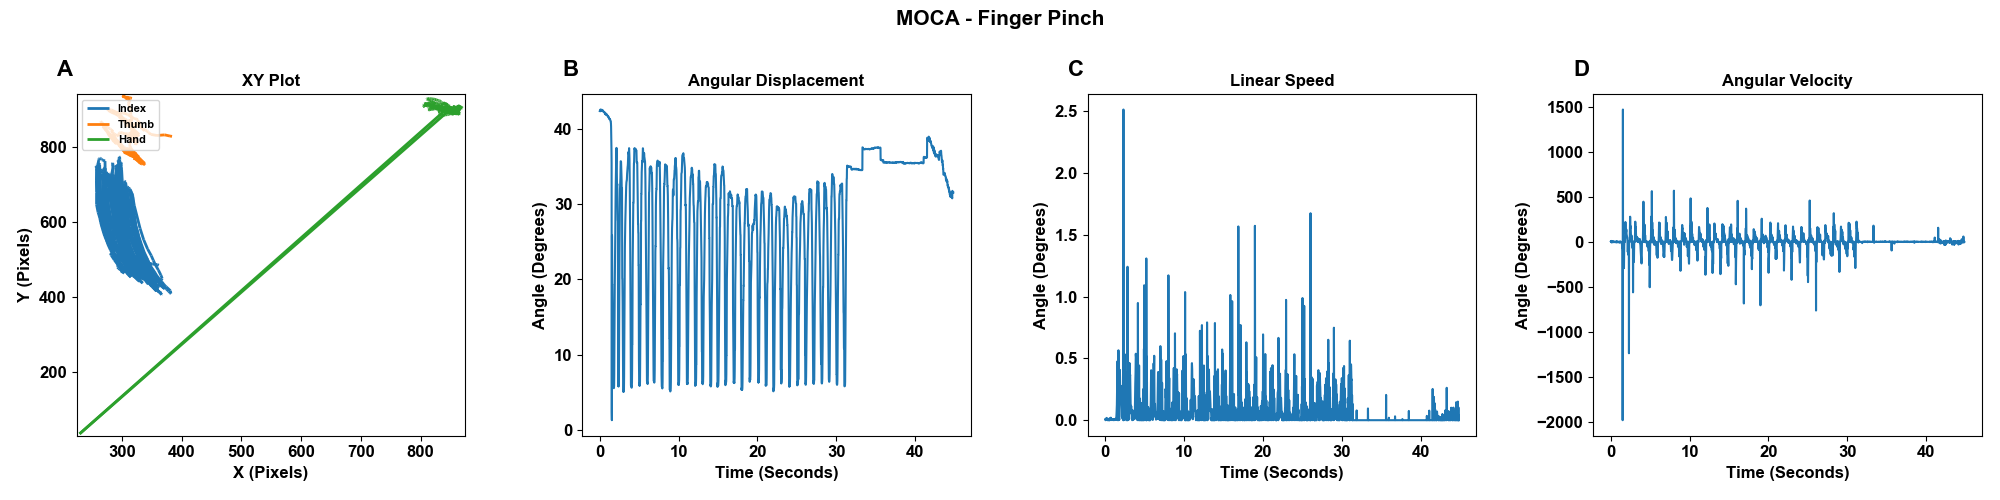 MOCA - Finger Pinch
A
XY Plot
Index
Thumb
Hand
800
600
400
200
Y (Pixels)
300 400 500 600 700 800
X (Pixels)
B
Angular Displacement
40
30
20
10
0
Angle (Degrees)
0 10 20 30 40
Time (Seconds)
C
Linear Speed
2.5
2.0
1.5
1.0
0.5
0.0
Angle (Degrees)
0 10 20 30 40
Time (Seconds)
D
Angular Velocity
1500
1000
500
0
−500
−1000
−1500
−2000
Angle (Degrees)
0 10 20 30 40
Time (Seconds)